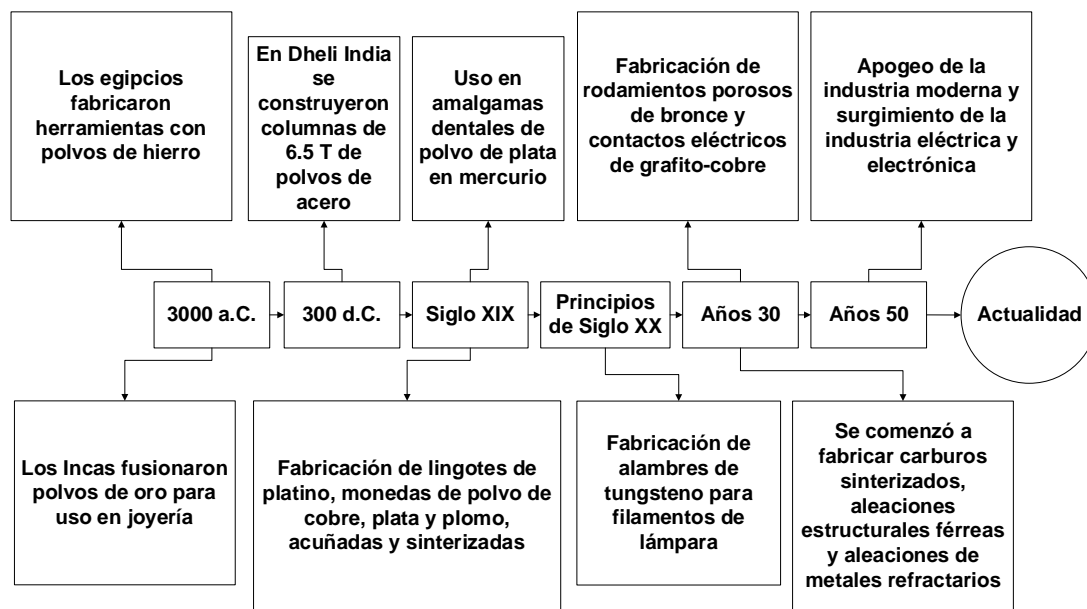 Los egipcios
fabricaron
herramientas con
polvos de hierro
En Dheli India
se
construyeron
columnas de
6.5 T de
polvos de
acero
Uso en
amalgamas
dentales de
polvo de plata
en mercurio
Fabricación de
rodamientos porosos
de bronce y
contactos eléctricos
de grafito-cobre
Apogeo de la
industria moderna y
surgimiento de la
industria eléctrica y
electrónica
3000 a.C.
300 d.C.
Siglo XIX
Principios
de Siglo XX
Años 30
Años 50
Actualidad
Los Incas fusionaron
polvos de oro para
uso en joyería
Fabricación de lingotes de
platino, monedas de polvo de
cobre, plata y plomo,
acuñadas y sinterizadas
Fabricación de
alambres de
tungsteno para
filamentos de
lámpara
Se comenzó a
fabricar carburos
sinterizados,
aleaciones
estructurales férreas
y aleaciones de
metales refractarios